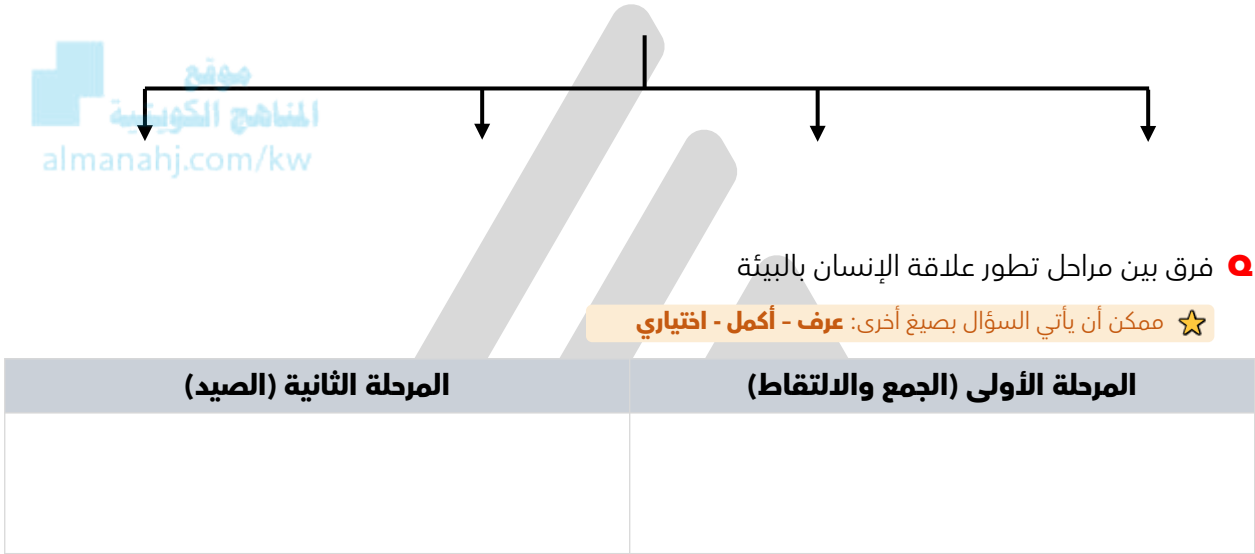 موقع
المناهج الكويتية
almanahj.com/kw
Q فرق بين مراحل تطور علاقة الإنسان بالبيئة
ممكن أن يأتي السؤال بصيغ أخرى: عرف - أكمل - اختياري
المرحلة الأولى (الجمع والالتقاط)
المرحلة الثانية (الصيد)